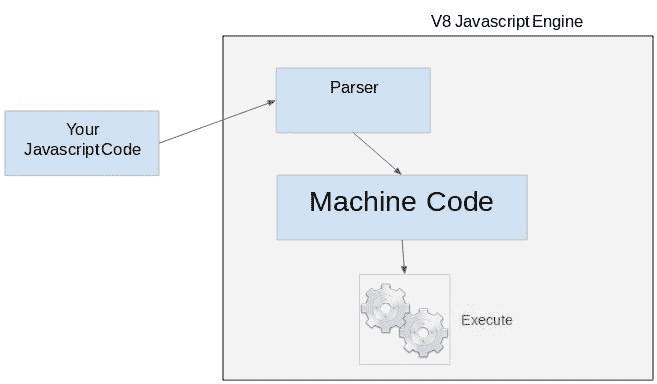 V8 Javascript Engine
Parser
Your
Javascript Code
Machine Code
Execute